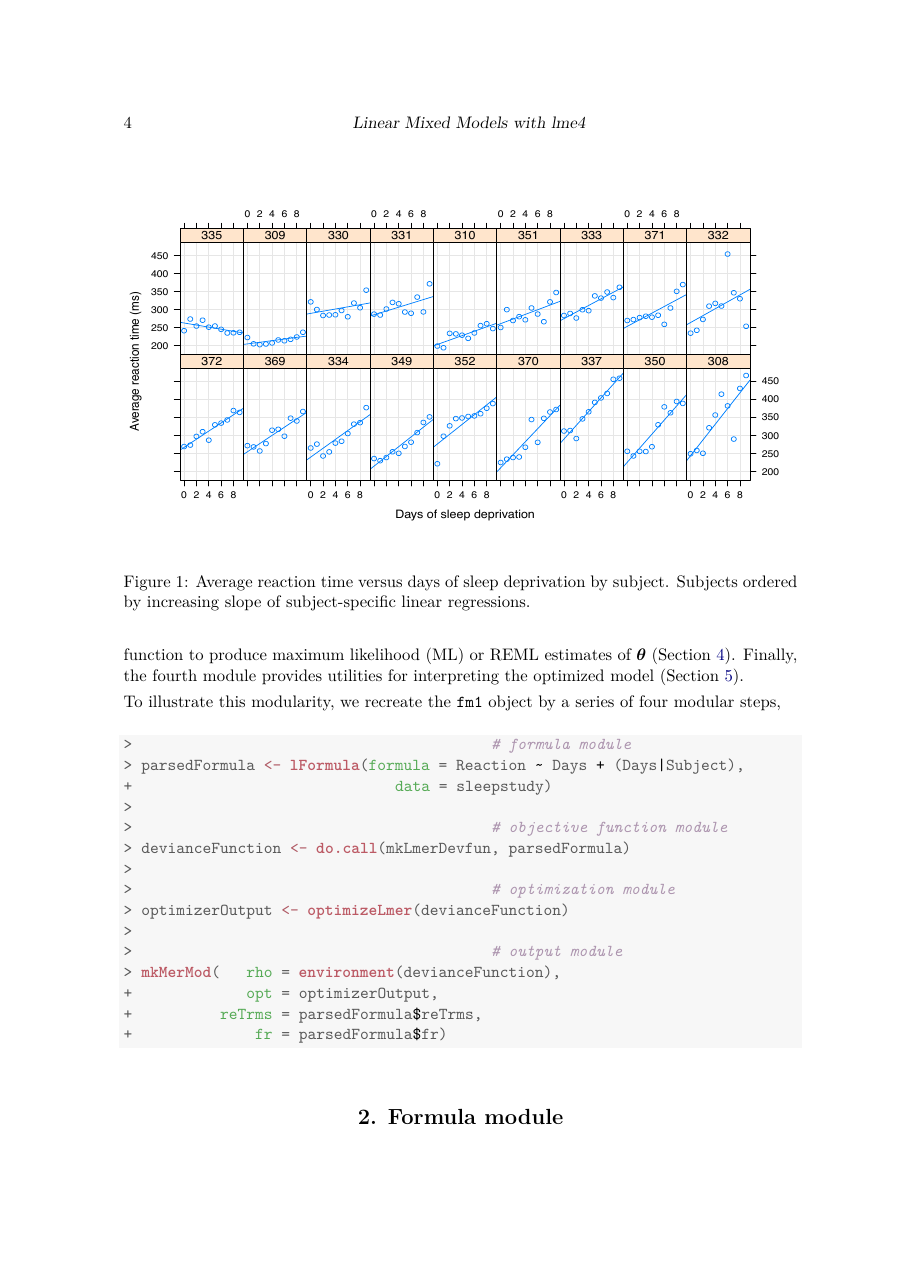 4 Linear Mixed Models with lme4
0 2 4 6 8 0 2 4 6 8 0 2 4 6 8 0 2 4 6 8
335 309 330 331 310 351 333 371 332
450
400
350
300
250
200
Average reaction time (ms)
372 369 334 349 352 370 337 350 308
450
400
350
300
250
200
0 2 4 6 8 0 2 4 6 8 0 2 4 6 8 0 2 4 6 8 0 2 4 6 8
Days of sleep deprivation
Figure 1: Average reaction time versus days of sleep deprivation by subject. Subjects ordered
by increasing slope of subject-specific linear regressions.
function to produce maximum likelihood (ML) or REML estimates of θ (Section 4). Finally,
the fourth module provides utilities for interpreting the optimized model (Section 5).
To illustrate this modularity, we recreate the fm1 object by a series of four modular steps,
> # formula module
> parsedFormula <- lFormula(formula = Reaction ~ Days + (Days|Subject),
+ data = sleepstudy)
>
> # objective function module
> devianceFunction <- do.call(mkLmerDevfun, parsedFormula)
>
> # optimization module
> optimizerOutput <- optimizeLmer(devianceFunction)
>
> # output module
> mkMerMod( rho = environment(devianceFunction),
+ opt = optimizerOutput,
+ reTrms = parsedFormula$reTrms,
+ fr = parsedFormula$fr)
2. Formula module